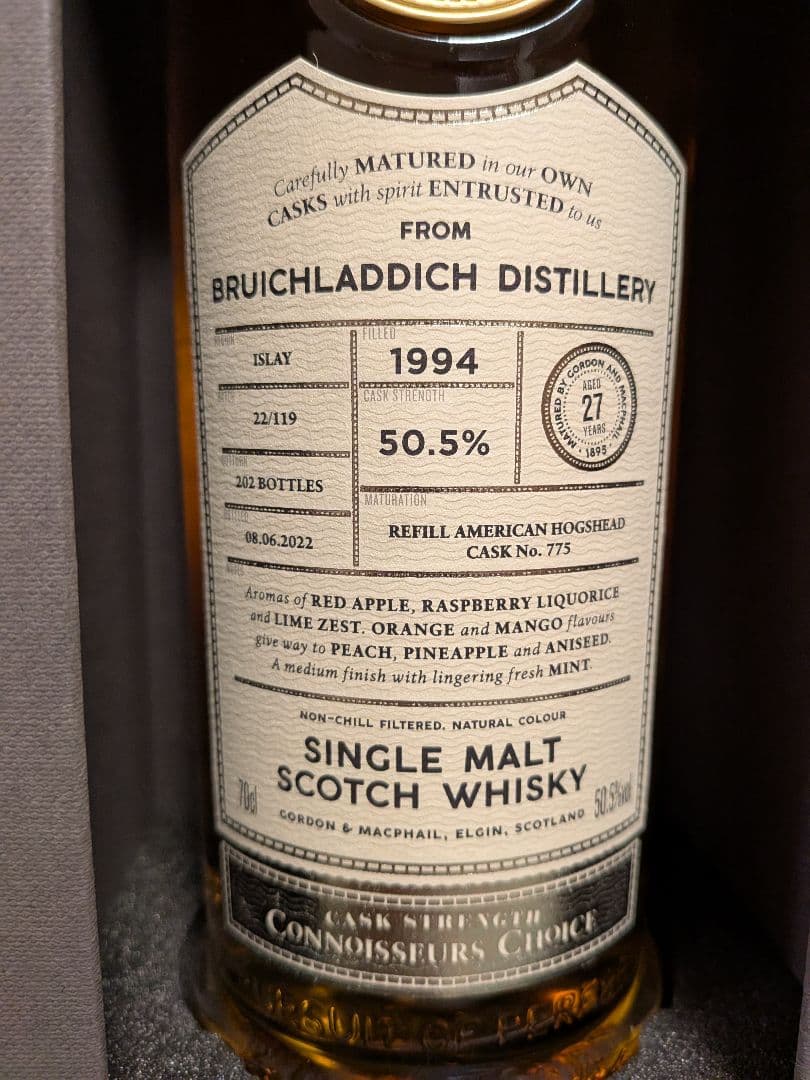 Carefully MATURED in our OWN
CASKS with spirit ENTRUSTED to us
FROM
BRUICHLADDICH DISTILLERY
ISLAY
22/119
202 BOTTLES
08.06.2022
FILLED
1994
CASK STRENGTH
50.5%
MATURED BY GORDON AND MACPHAIL
AGED
27
YEARS
· 1895 ·
MATURATION
REFILL AMERICAN HOGSHEAD
CASK No. 775
Aromas of RED APPLE, RASPBERRY LIQUORICE
and LIME ZEST. ORANGE and MANGO flavours
give way to PEACH, PINEAPPLE and ANISEED.
A medium finish with lingering fresh MINT.
NON-CHILL FILTERED, NATURAL COLOUR
SINGLE MALT
SCOTCH WHISKY
70cl
50.5%vol
GORDON & MACPHAIL, ELGIN, SCOTLAND
CASK STRENGTH
CONNOISSEURS CHOICE